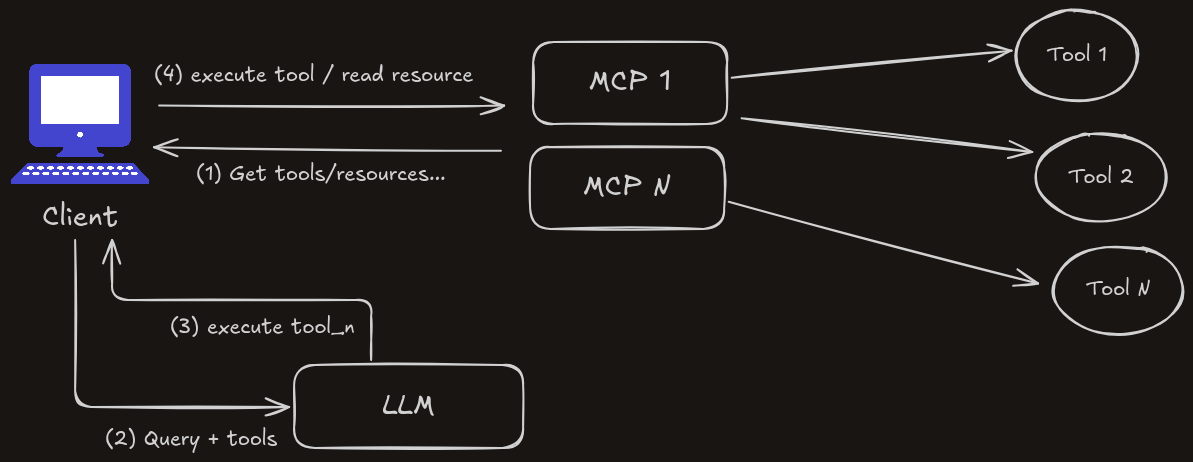 (4) execute tool / read resource
MCP 1
Tool 1
(1) Get tools/resources...
MCP N
Tool 2
Client
Tool N
(3) execute tool_n
LLM
(2) Query + tools